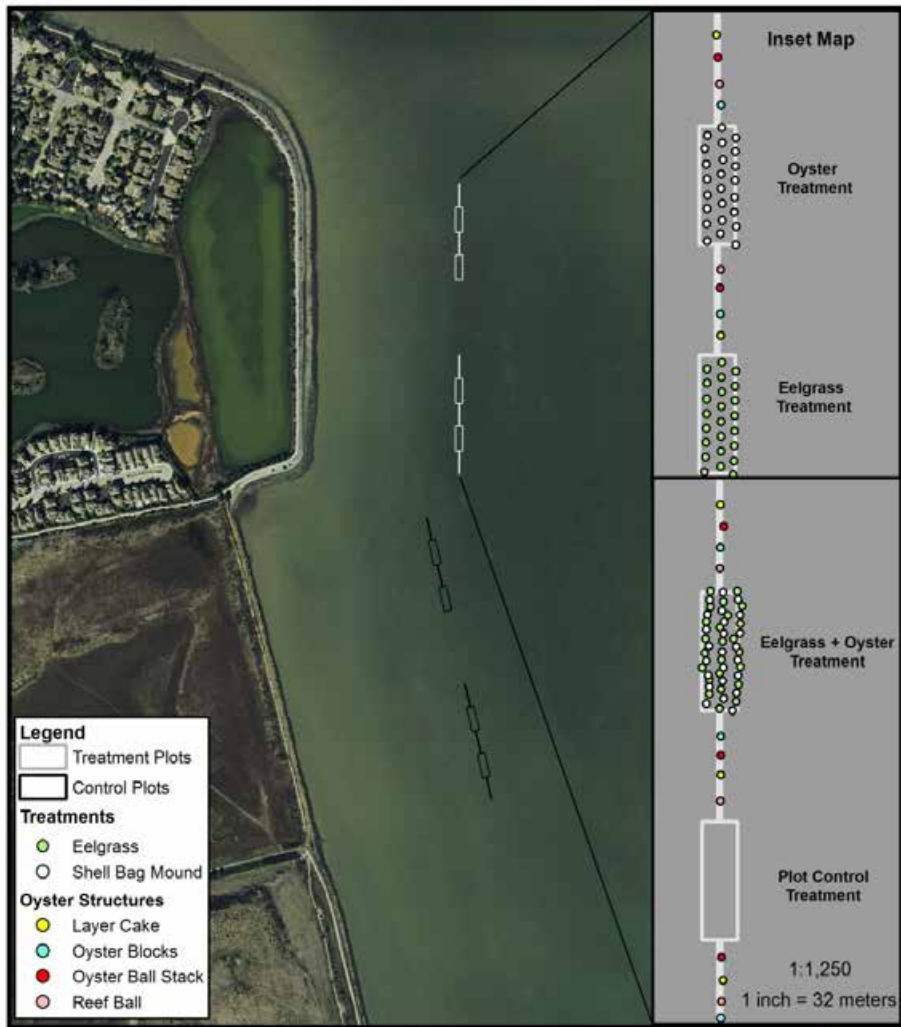 Inset Map
Oyster
Treatment
Eelgrass
Treatment
Eelgrass + Oyster
Treatment
Plot Control
Treatment
1:1,250
1 inch = 32 meters
Legend
Treatment Plots
Control Plots
Treatments
Eelgrass
Shell Bag Mound
Oyster Structures
Layer Cake
Oyster Blocks
Oyster Ball Stack
Reef Ball